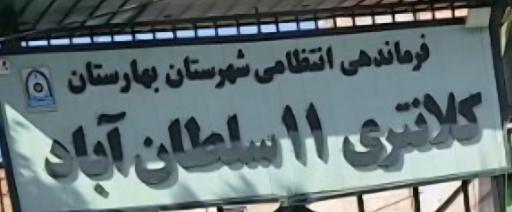 فرماندهی انتظامی شهرستان بهارستان
کلانتری ۱۱ سلطان آباد